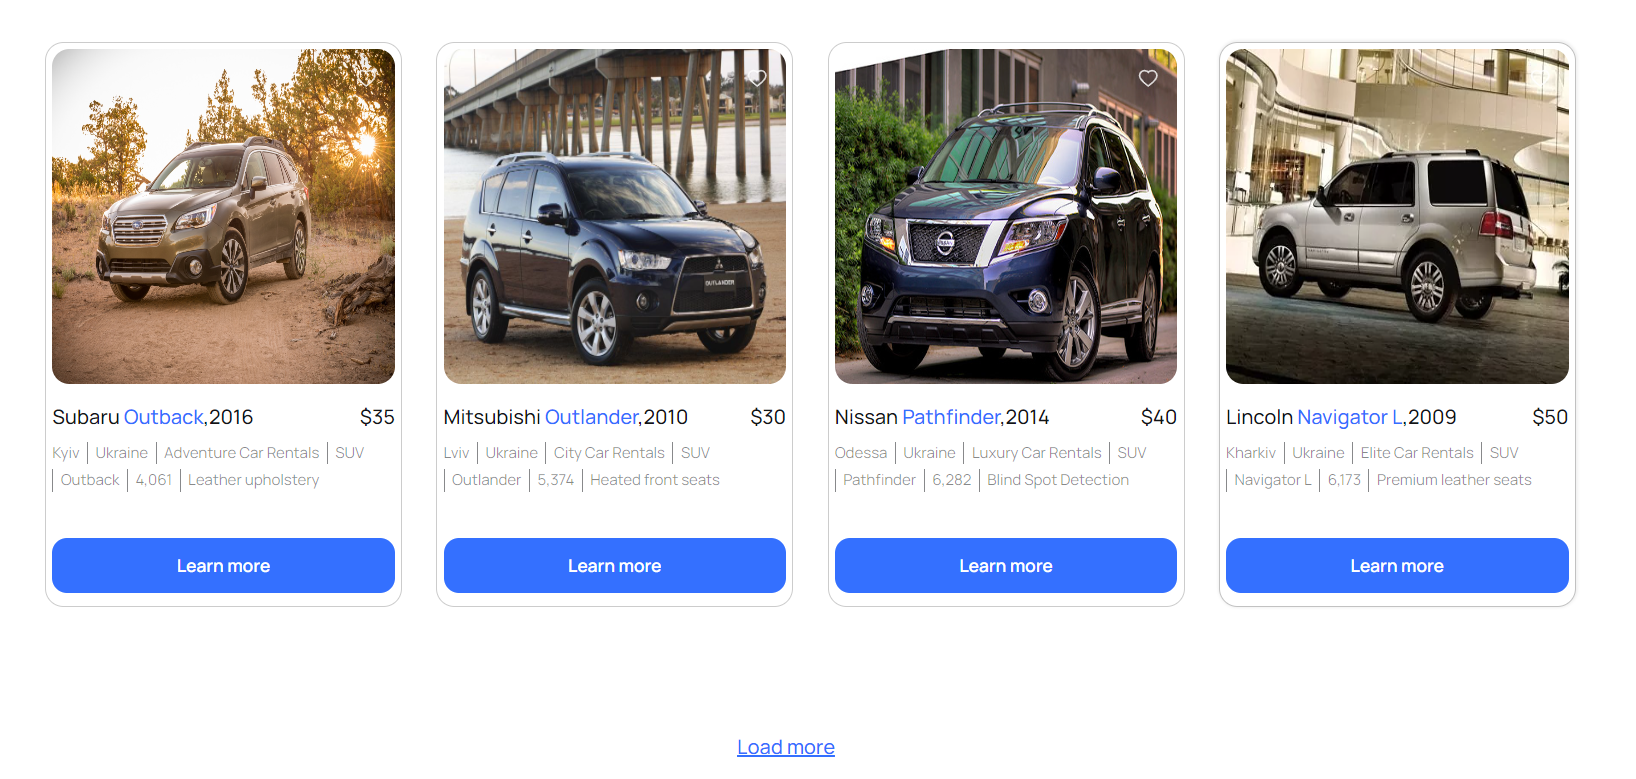 Subaru Outback,2016 $35
Kyiv | Ukraine | Adventure Car Rentals | SUV
| Outback | 4,061 | Leather upholstery
Learn more
OUTLANDER
Mitsubishi Outlander,2010 $30
Lviv | Ukraine | City Car Rentals | SUV
| Outlander | 5,374 | Heated front seats
Learn more
NISSAN
Nissan Pathfinder,2014 $40
Odessa | Ukraine | Luxury Car Rentals | SUV
| Pathfinder | 6,282 | Blind Spot Detection
Learn more
Lincoln Navigator L,2009 $50
Kharkiv | Ukraine | Elite Car Rentals | SUV
| Navigator L | 6,173 | Premium leather seats
Learn more
Load more